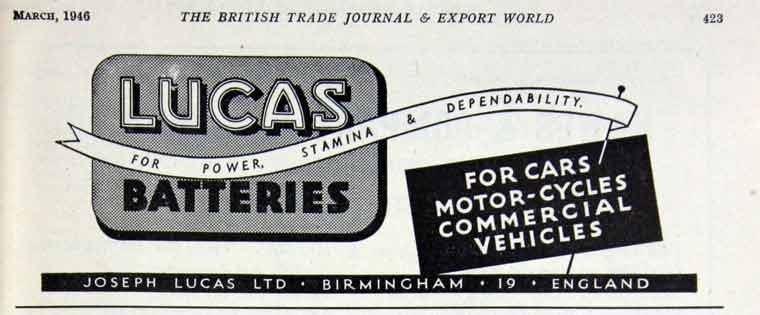 MARCH, 1946 THE BRITISH TRADE JOURNAL & EXPORT WORLD 423
LUCAS
FOR POWER, STAMINA & DEPENDABILITY.
BATTERIES
FOR CARS
MOTOR-CYCLES
COMMERCIAL
VEHICLES
JOSEPH LUCAS LTD • BIRMINGHAM • 19 • ENGLAND